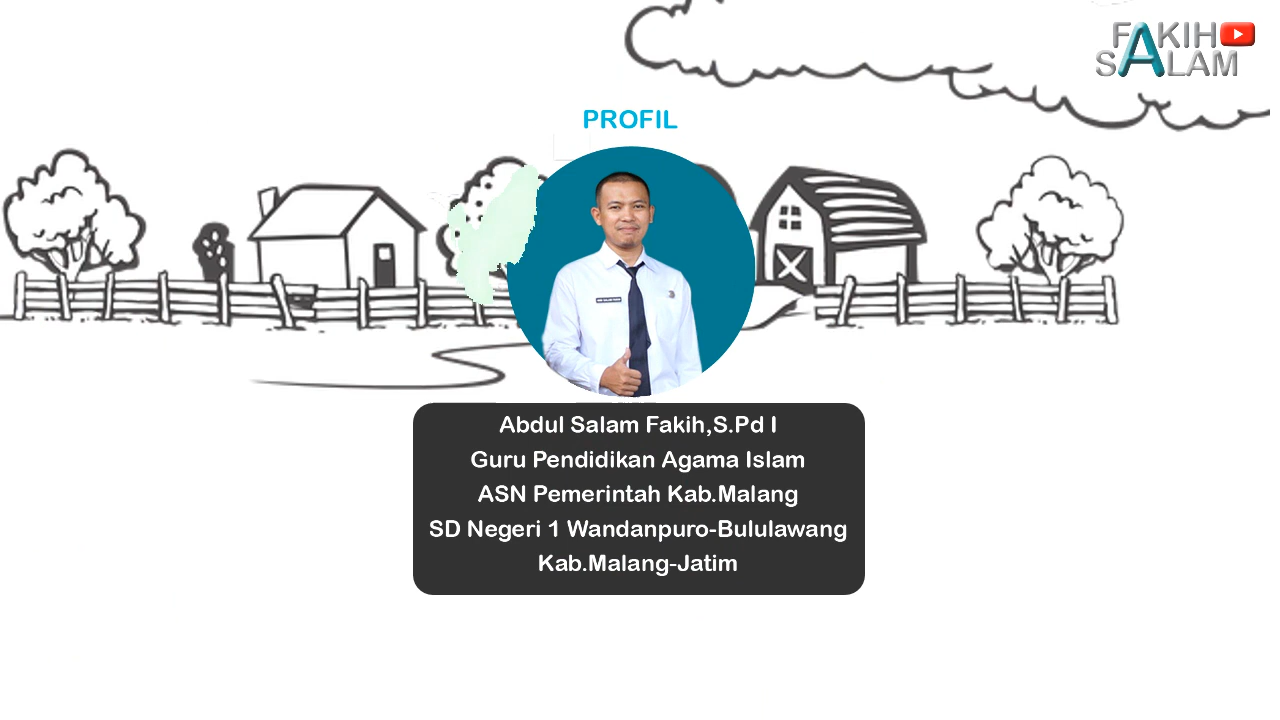 FAKIH
SALAM
PROFIL
Abdul Salam Fakih,S.Pd I
Guru Pendidikan Agama Islam
ASN Pemerintah Kab.Malang
SD Negeri 1 Wandanpuro-Bululawang
Kab.Malang-Jatim